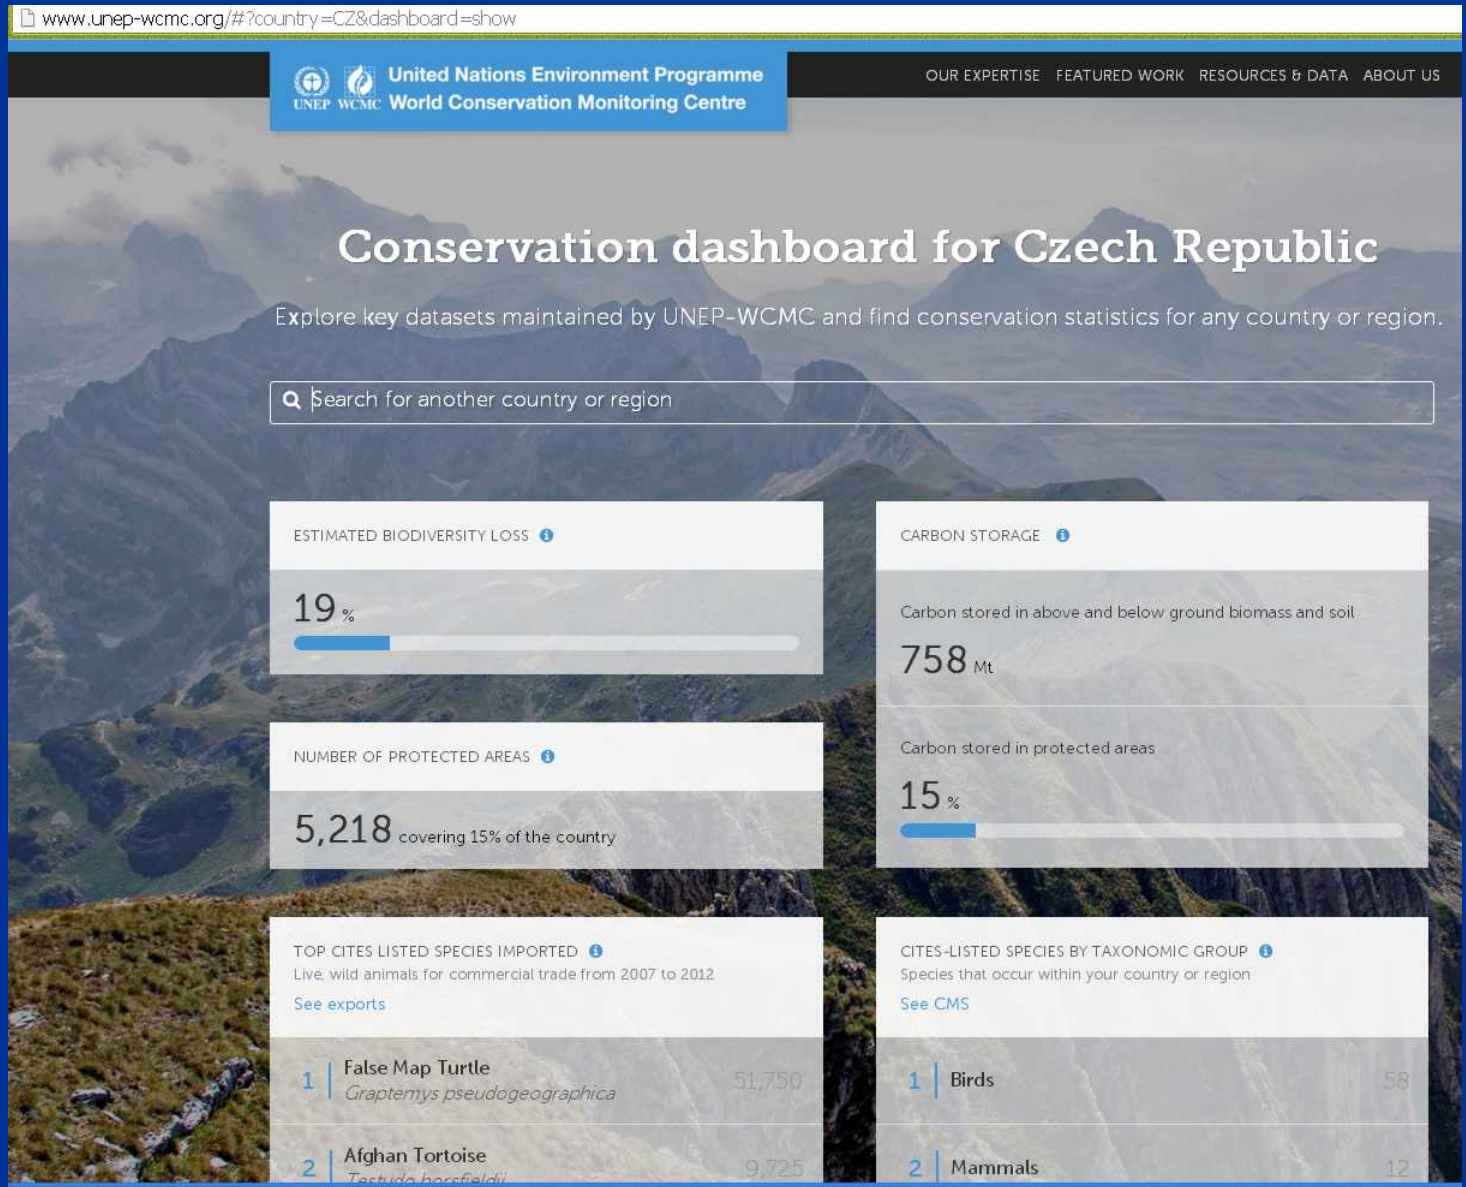 www.unep-wcmc.org/#?country=CZ&dashboard=show
UNEP WCMC
United Nations Environment Programme
World Conservation Monitoring Centre
OUR EXPERTISE FEATURED WORK RESOURCES & DATA ABOUT US
Conservation dashboard for Czech Republic
Explore key datasets maintained by UNEP-WCMC and find conservation statistics for any country or region.
Search for another country or region
ESTIMATED BIODIVERSITY LOSS
19 %
NUMBER OF PROTECTED AREAS
5,218 covering 15% of the country
CARBON STORAGE
Carbon stored in above and below ground biomass and soil
758 Mt
Carbon stored in protected areas
15 %
TOP CITES LISTED SPECIES IMPORTED
Live, wild animals for commercial trade from 2007 to 2012
See exports
1 False Map Turtle 51,750
Graptemys pseudogeographica
2 Afghan Tortoise 9,725
Testudo horsfieldii
CITES-LISTED SPECIES BY TAXONOMIC GROUP
Species that occur within your country or region
See CMS
1 Birds 58
2 Mammals 12